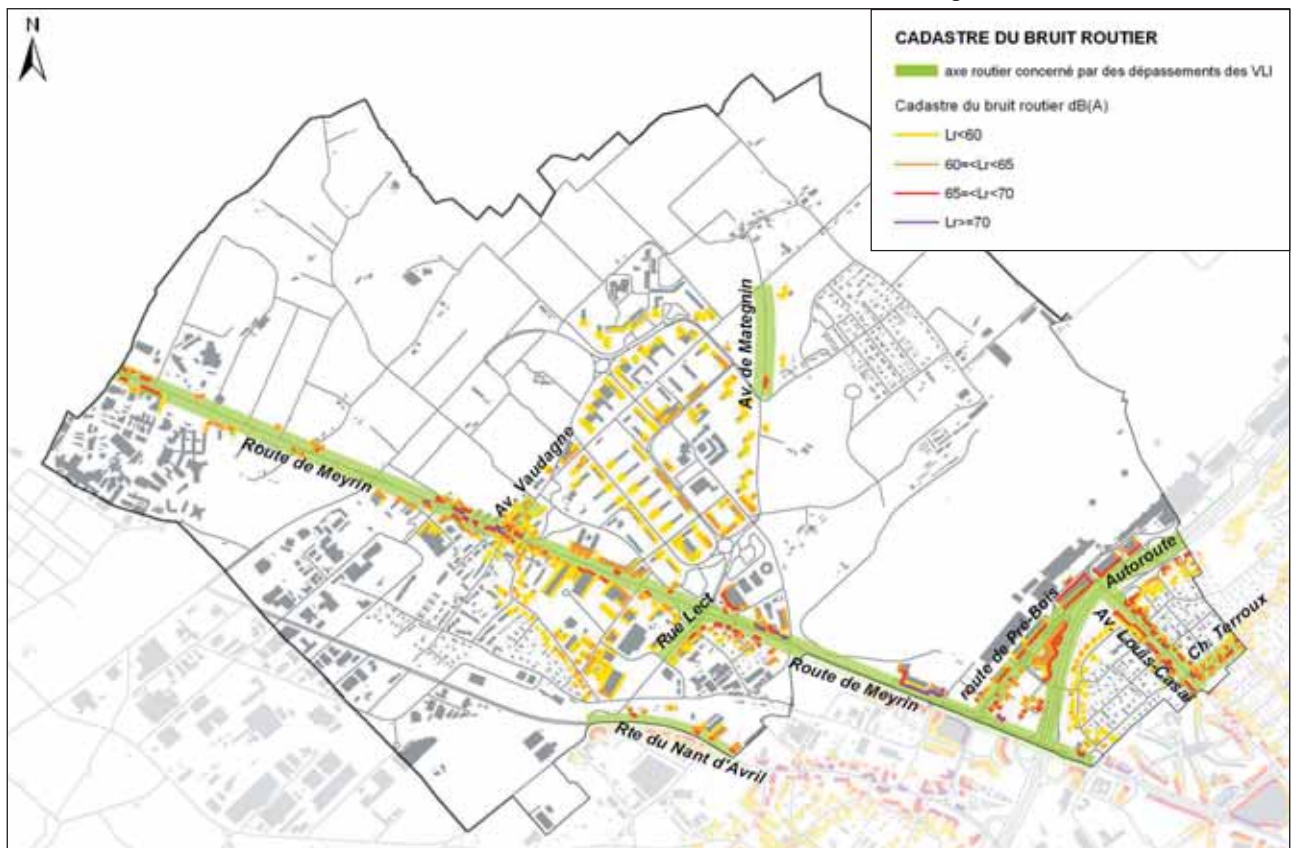 N
CADASTRE DU BRUIT ROUTIER
axe routier concerné par des dépassements des VLI
Cadastre du bruit routier dB(A)
Lr<60
60=<Lr<65
65=<Lr<70
Lr>=70
Av. de Mategnin
Av. Vaudagne
Route de Meyrin
Rue Lect
Route de Meyrin
Rte du Nant d'Avril
route de Pré-Bois
Autoroute
Av. Louis-Casaï
Ch. Terroux